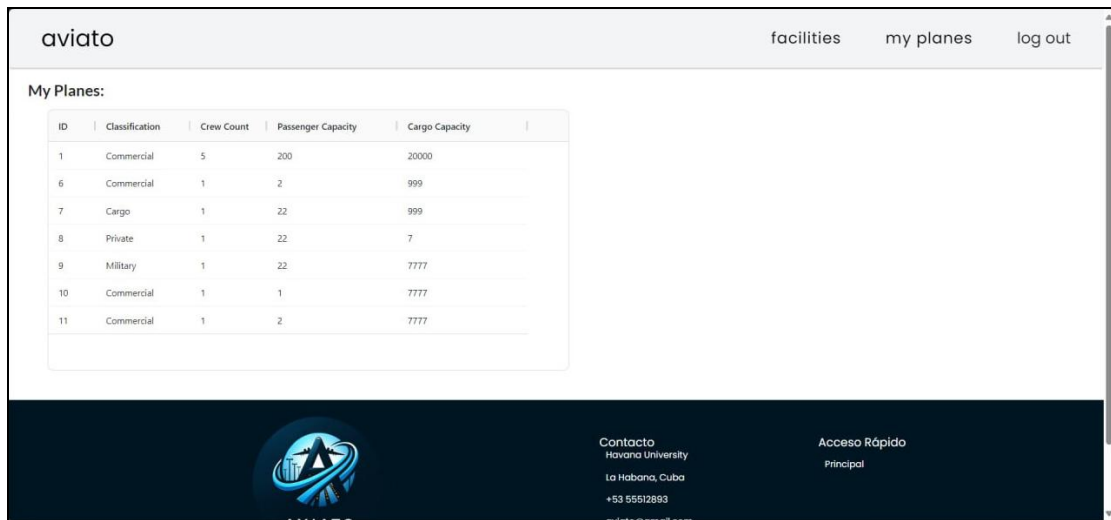 aviato facilities my planes log out
My Planes:
ID Classification Crew Count Passenger Capacity Cargo Capacity
1 Commercial 5 200 20000
6 Commercial 1 2 999
7 Cargo 1 22 999
8 Private 1 22 7
9 Military 1 22 7777
10 Commercial 1 1 7777
11 Commercial 1 2 7777
Contacto
Havana University
La Habana, Cuba
+53 55512893
Acceso Rápido
Principal